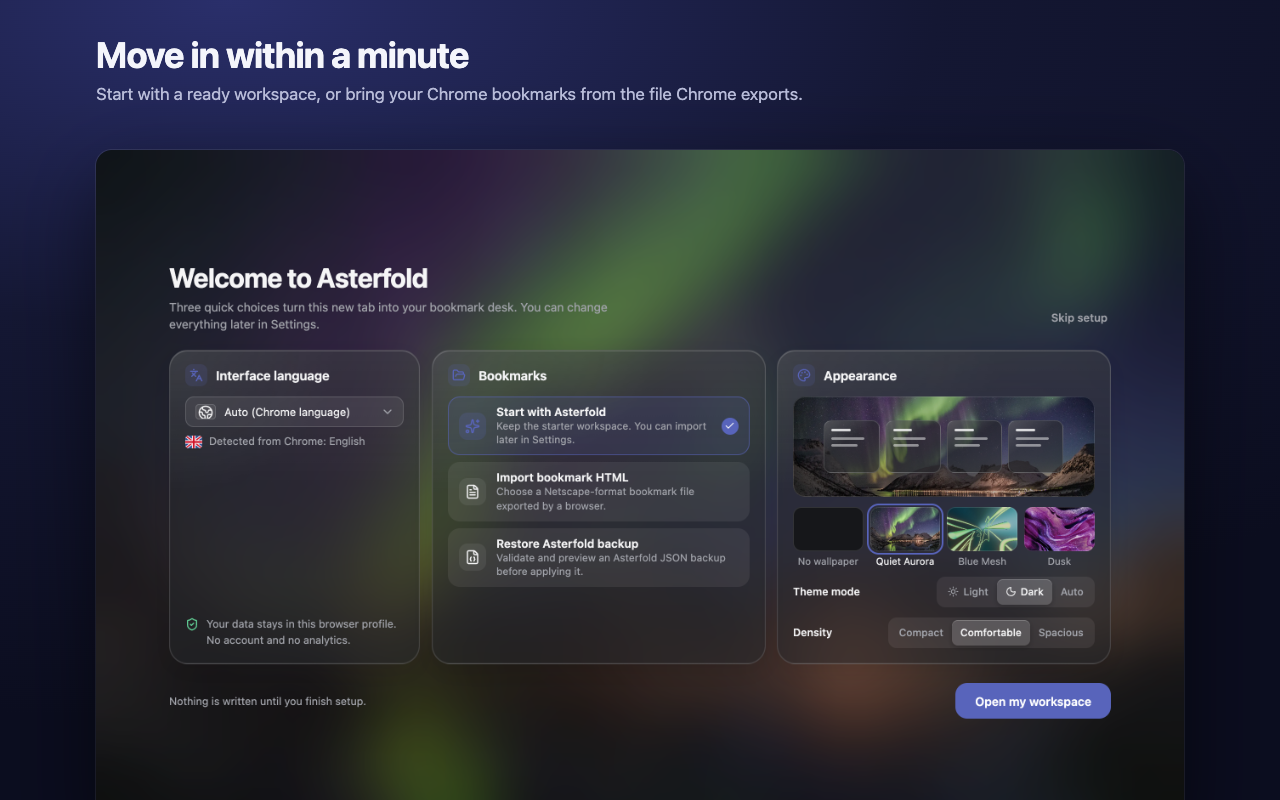 Move in within a minute
Start with a ready workspace, or bring your Chrome bookmarks from the file Chrome exports.
Welcome to Asterfold
Three quick choices turn this new tab into your bookmark desk. You can change
everything later in Settings.
Skip setup
Interface language
Auto (Chrome language)
Detected from Chrome: English
Your data stays in this browser profile.
No account and no analytics.
Bookmarks
Start with Asterfold
Keep the starter workspace. You can import
later in Settings.
Import bookmark HTML
Choose a Netscape-format bookmark file
exported by a browser.
Restore Asterfold backup
Validate and preview an Asterfold JSON backup
before applying it.
Appearance
No wallpaper
Quiet Aurora
Blue Mesh
Dusk
Theme mode
Light
Dark
Auto
Density
Compact
Comfortable
Spacious
Nothing is written until you finish setup.
Open my workspace